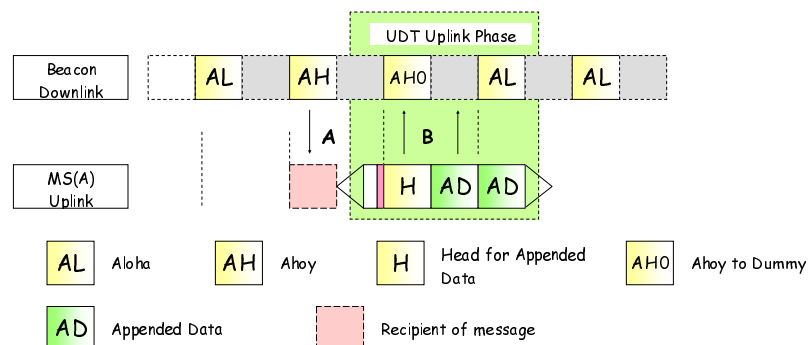 UDT Uplink Phase
Beacon
Downlink
AL
AH
AH0
AL
AL
A
B
MS(A)
Uplink
H
AD
AD
AL
Aloha
AH
Ahoy
H
Head for Appended
Data
AH0
Ahoy to Dummy
AD
Appended Data
Recipient of message